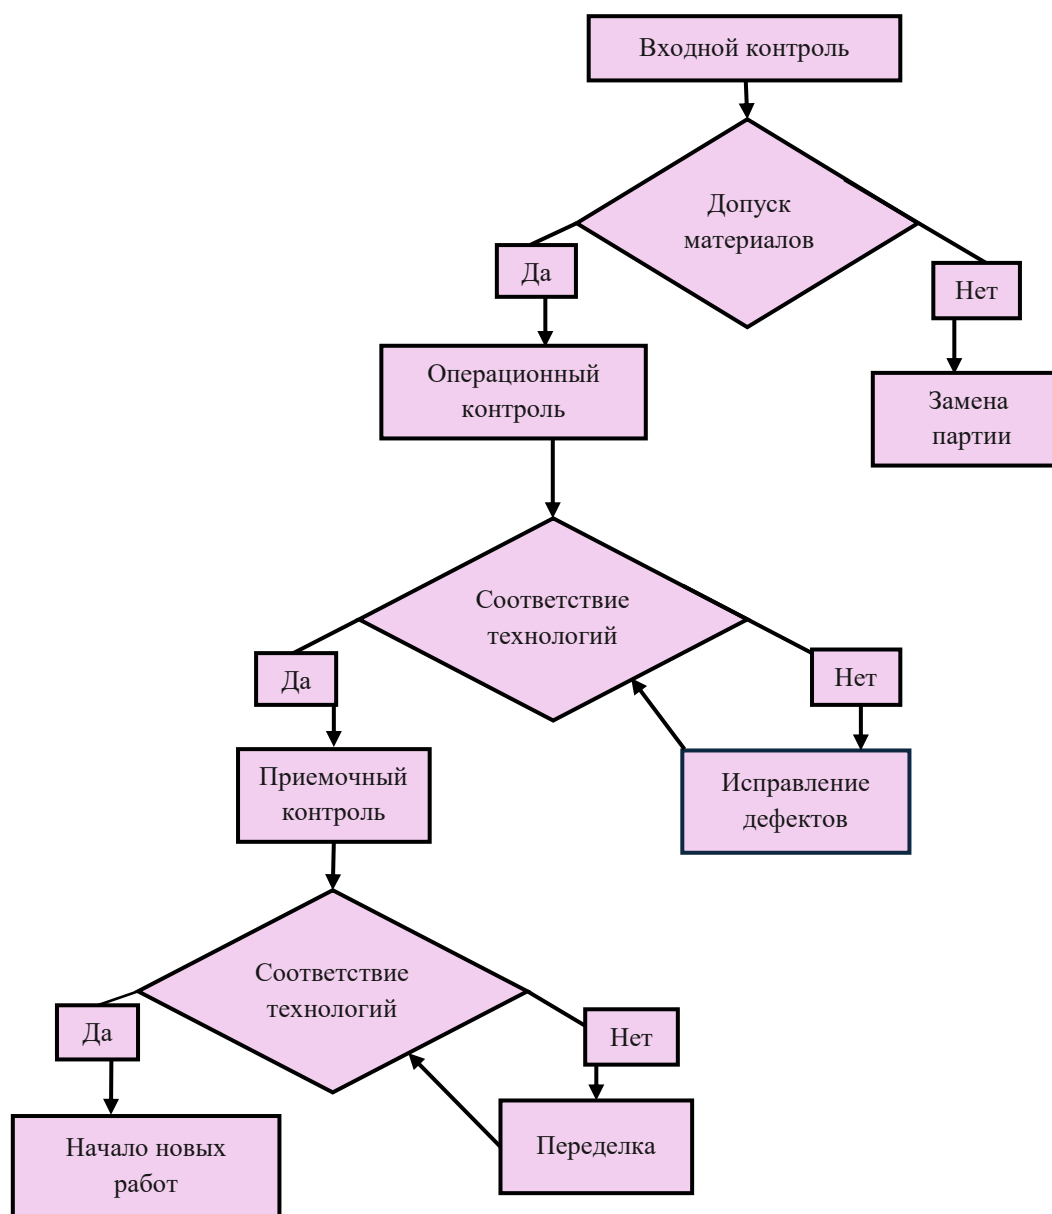 Входной контроль
Допуск
материалов
Да
Нет
Операционный
контроль
Замена
партии
Соответствие
технологий
Да
Нет
Приемочный
контроль
Исправление
дефектов
Соответствие
технологий
Да
Нет
Начало новых
работ
Переделка